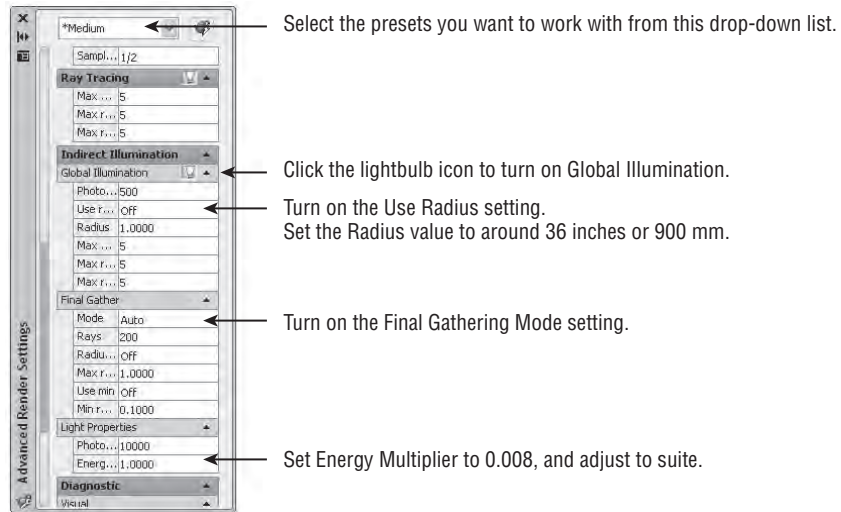 *Medium
Select the presets you want to work with from this drop-down list.
Sampl... 1/2
Ray Tracing
Max ... 5
Max r... 5
Max r... 5
Indirect Illumination
Global Illumination
Click the lightbulb icon to turn on Global Illumination.
Photo... 500
Use r... Off
Turn on the Use Radius setting.
Radius 1.0000
Set the Radius value to around 36 inches or 900 mm.
Max ... 5
Max r... 5
Max r... 5
Final Gather
Mode Auto
Turn on the Final Gathering Mode setting.
Rays 200
Radiu... Off
Max r... 1.0000
Use min Off
Min r... 0.1000
Light Properties
Photo... 10000
Energ... 1.0000
Set Energy Multiplier to 0.008, and adjust to suite.
Diagnostic
Visual
Advanced Render Settings